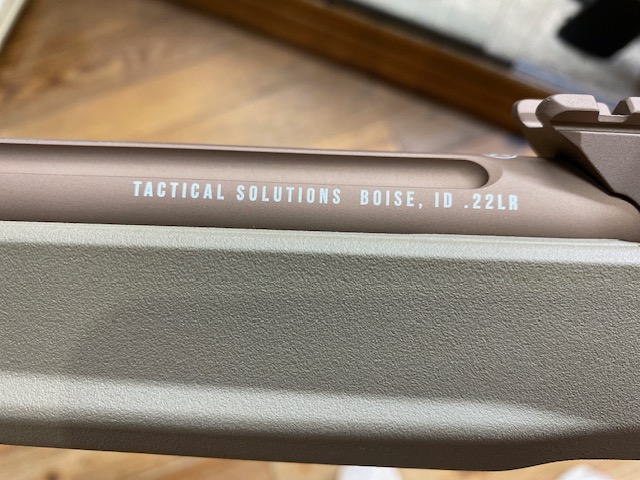 TACTICAL SOLUTIONS BOISE, ID .22LR